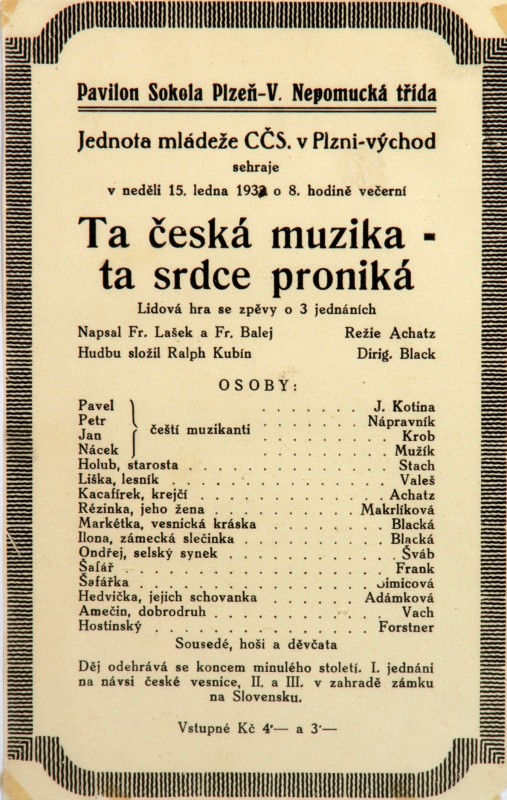 Pavilon Sokola Plzeň-V. Nepomucká třída
Jednota mládeže CČS. v Plzni-východ
sehraje
v neděli 15. ledna 1933 o 8. hodině večerní
Ta česká muzika -
ta srdce proniká
Lidová hra se zpěvy o 3 jednáních
Napsal Fr. Lašek a Fr. Balej Režie Achatz
Hudbu složil Ralph Kubín Dirig. Black
OSOBY:
Pavel . . . . . . . J. Kotina
Petr . . . . . . . Nápravník
čeští muzikanti
Jan . . . . . . . Krob
Nácek . . . . . . . Mužík
Holub, starosta . . . . . . . Stach
Liška, lesník . . . . . . . Valeš
Kacafírek, krejčí . . . . . . . Achatz
Rézinka, jeho žena . . . . . . . Makrlíková
Markétka, vesnická kráska . . . . . . . Blacká
Ilona, zámecká slečinka . . . . . . . Blacká
Ondřej, selský synek . . . . . . . Šváb
Šafář . . . . . . . Frank
Šafářka . . . . . . . Šimicová
Hedvička, jejich schovanka . . . . . . . Adámková
Amečin, dobrodruh . . . . . . . Vach
Hostinský . . . . . . . Forstner
Sousedé, hoši a děvčata
Děj odehrává se koncem minulého století. I. jednáni
na návsi české vesnice, II. a III. v zahradě zámku
na Slovensku.
Vstupné Kč 4·— a 3·—